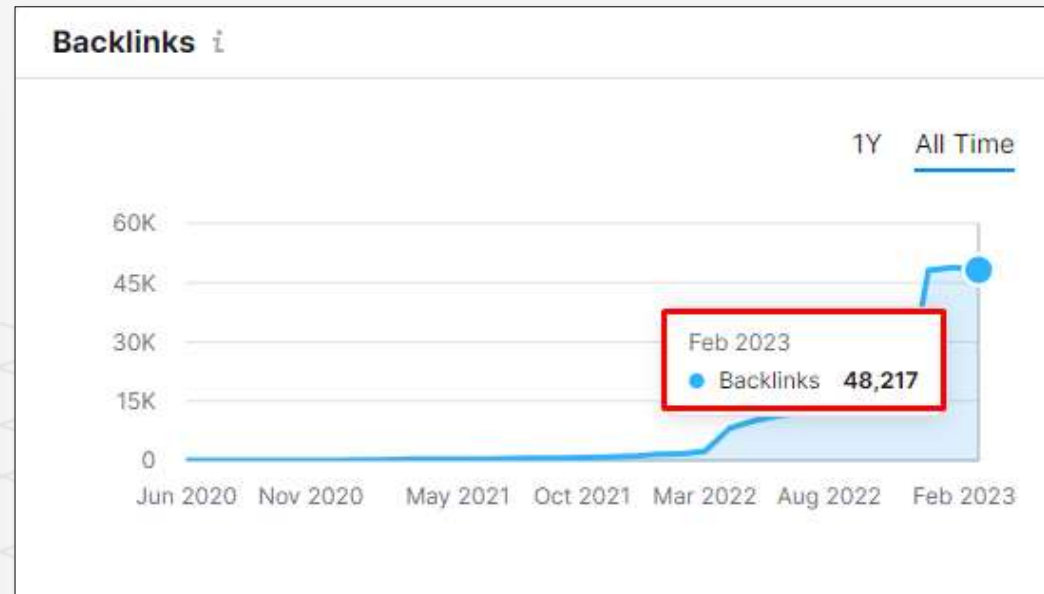 Backlinks i
1Y All Time
60K
45K
30K
15K
0
Feb 2023
Backlinks 48,217
Jun 2020 Nov 2020 May 2021 Oct 2021 Mar 2022 Aug 2022 Feb 2023